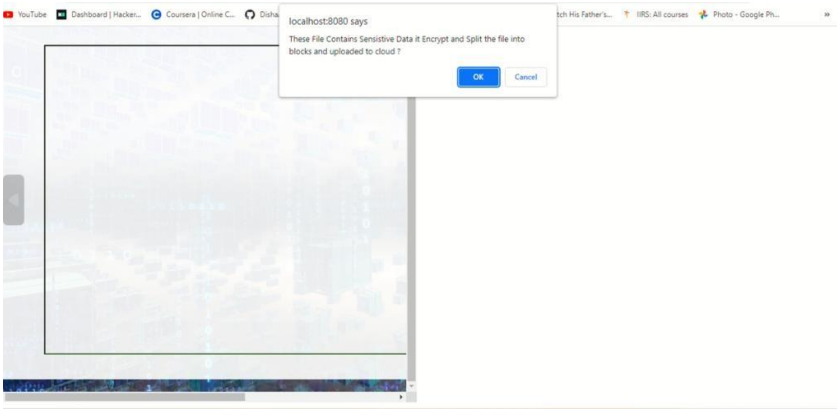 YouTube Dashboard | Hacker... Coursera | Online C... Disha tch His Father's... IIRS: All courses Photo - Google Ph... »
localhost:8080 says
These File Contains Sensistive Data it Encrypt and Split the file into
blocks and uploaded to cloud ?
OK Cancel